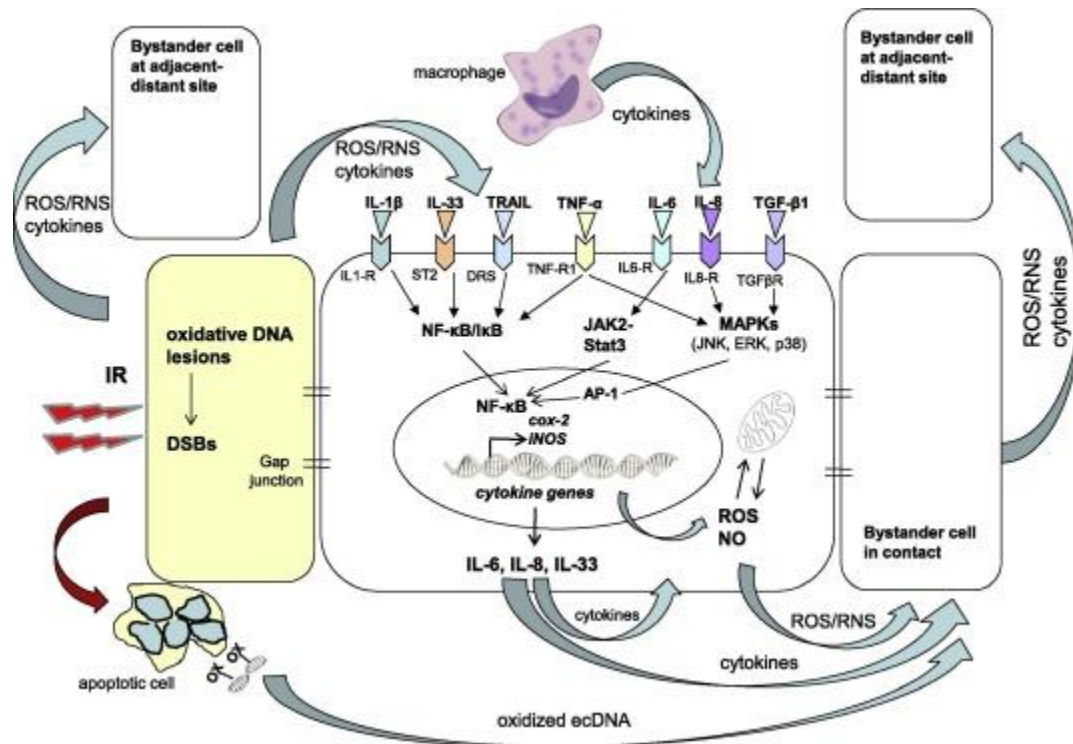 Bystander cell
at adjacent-
distant site
macrophage
cytokines
Bystander cell
at adjacent-
distant site
ROS/RNS
cytokines
ROS/RNS
cytokines
IL-1β
IL-33
TRAIL
TNF-α
IL-6
IL-8
TGF-β1
IL1-R
ST2
DRS
TNF-R1
IL6-R
IL8-R
TGFβR
NF-κB/IκB
JAK2-
Stat3
MAPKs
(JNK, ERK, p38)
ROS/RNS
cytokines
oxidative DNA
lesions
IR
DSBs
Gap
junction
NF-κB
AP-1
cox-2
iNOS
cytokine genes
ROS
NO
IL-6, IL-8, IL-33
Bystander cell
in contact
cytokines
ROS/RNS
cytokines
apoptotic cell
ox
ox
oxidized ecDNA